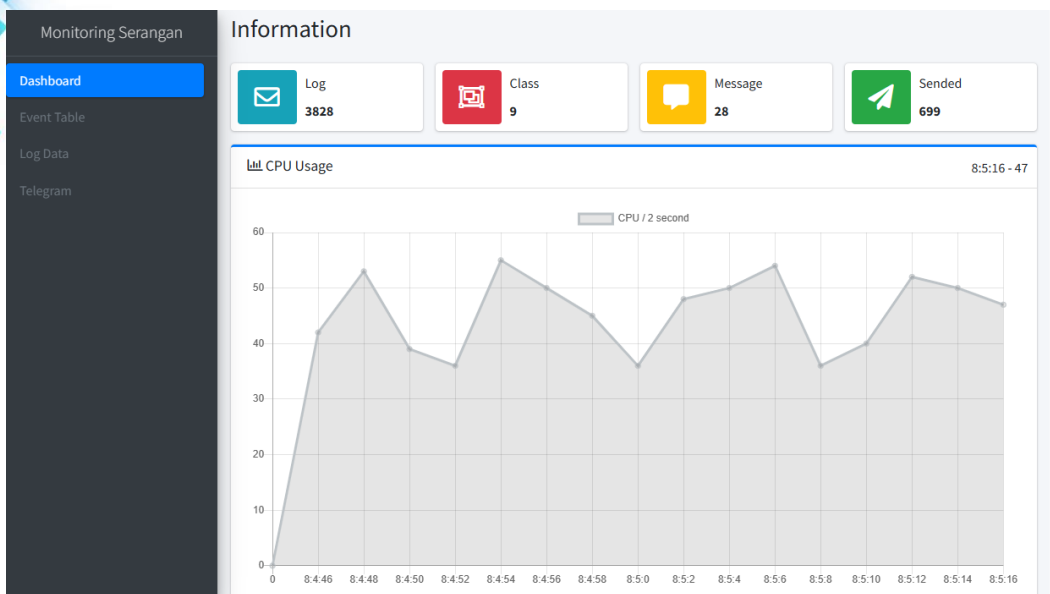 Monitoring Serangan
Dashboard
Event Table
Log Data
Telegram
Information
Log
3828
Class
9
Message
28
Sended
699
CPU Usage
8:5:16 - 47
CPU / 2 second
60
50
40
30
20
10
0
0 8:4:46 8:4:48 8:4:50 8:4:52 8:4:54 8:4:56 8:4:58 8:5:0 8:5:2 8:5:4 8:5:6 8:5:8 8:5:10 8:5:12 8:5:14 8:5:16